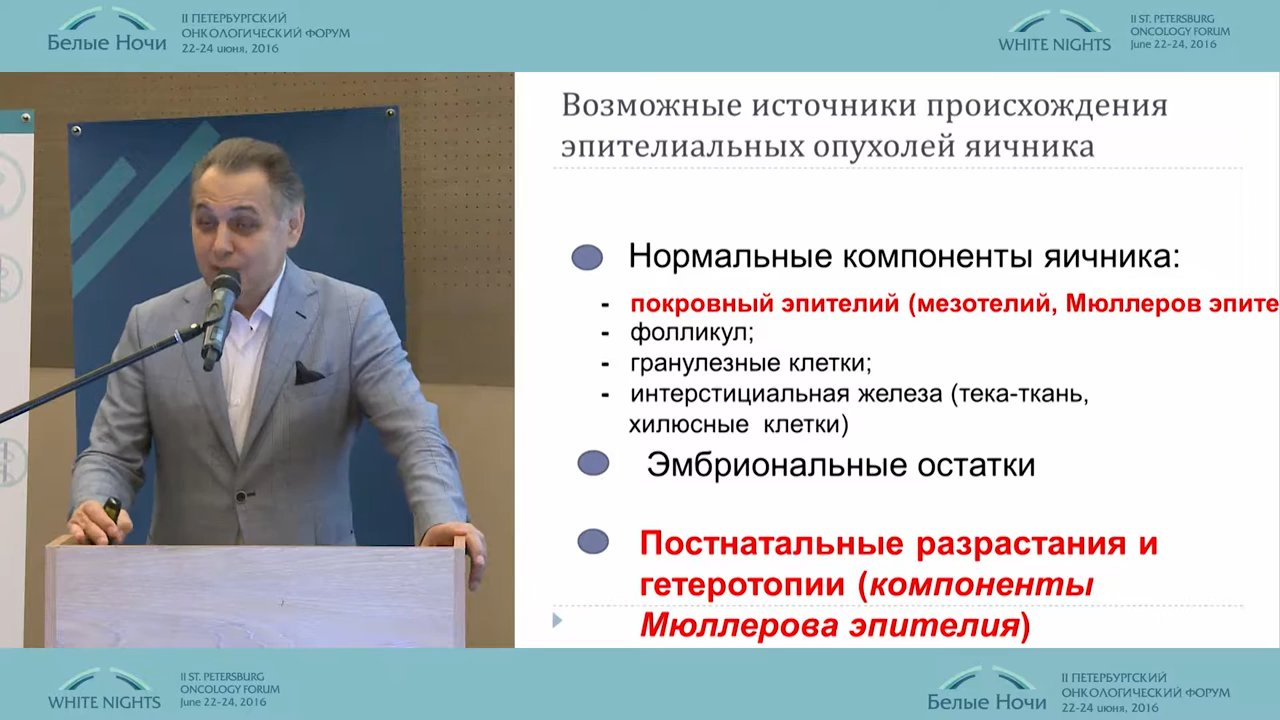 Белые Ночи
II ПЕТЕРБУРГСКИЙ
ОНКОЛОГИЧЕСКИЙ ФОРУМ
22-24 июня, 2016
WHITE NIGHTS
II ST. PETERSBURG
ONCOLOGY FORUM
June 22-24, 2016
Возможные источники происхождения
эпителиальных опухолей яичника
Нормальные компоненты яичника:
- покровный эпителий (мезотелий, Мюллеров эпите
- фолликул;
- гранулезные клетки;
- интерстициальная железа (тека-ткань,
хилюсные клетки)
Эмбриональные остатки
Постнатальные разрастания и
гетеротопии (компоненты
Мюллерова эпителия)
WHITE NIGHTS
II ST. PETERSBURG
ONCOLOGY FORUM
June 22-24, 2016
Белые Ночи
II ПЕТЕРБУРГСКИЙ
ОНКОЛОГИЧЕСКИЙ ФОРУМ
22-24 июня, 2016